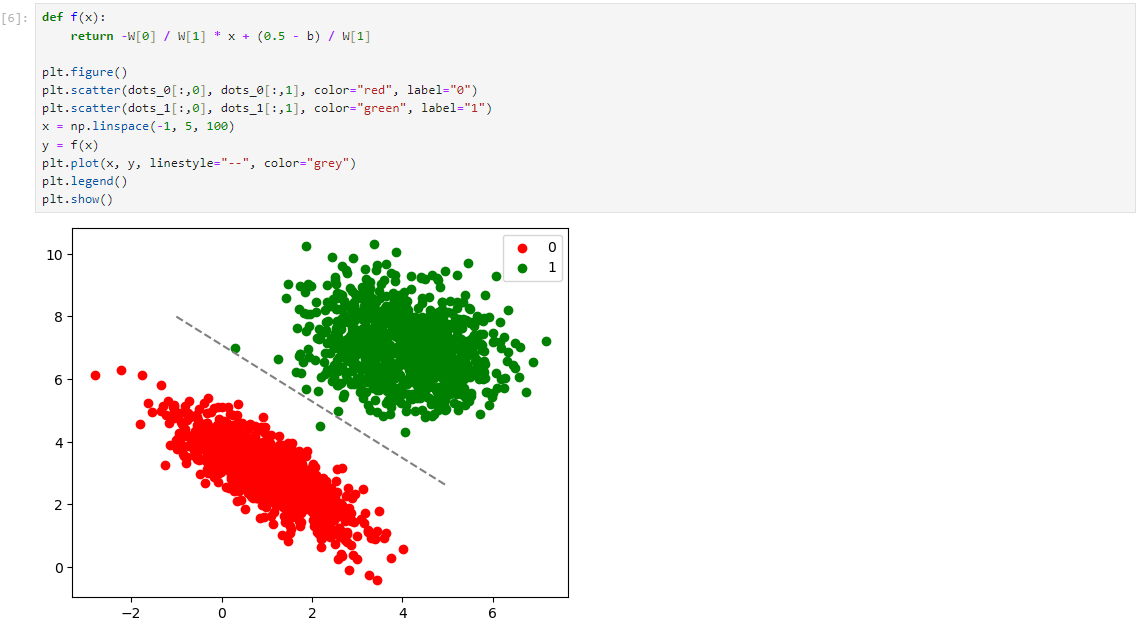 [6]:
def f(x):
    return -W[0] / W[1] * x + (0.5 - b) / W[1]
plt.figure()
plt.scatter(dots_0[:,0], dots_0[:,1], color="red", label="0")
plt.scatter(dots_1[:,0], dots_1[:,1], color="green", label="1")
x = np.linspace(-1, 5, 100)
y = f(x)
plt.plot(x, y, linestyle="--", color="grey")
plt.legend()
plt.show()
0
1
10
8
6
4
2
0
−2 0 2 4 6